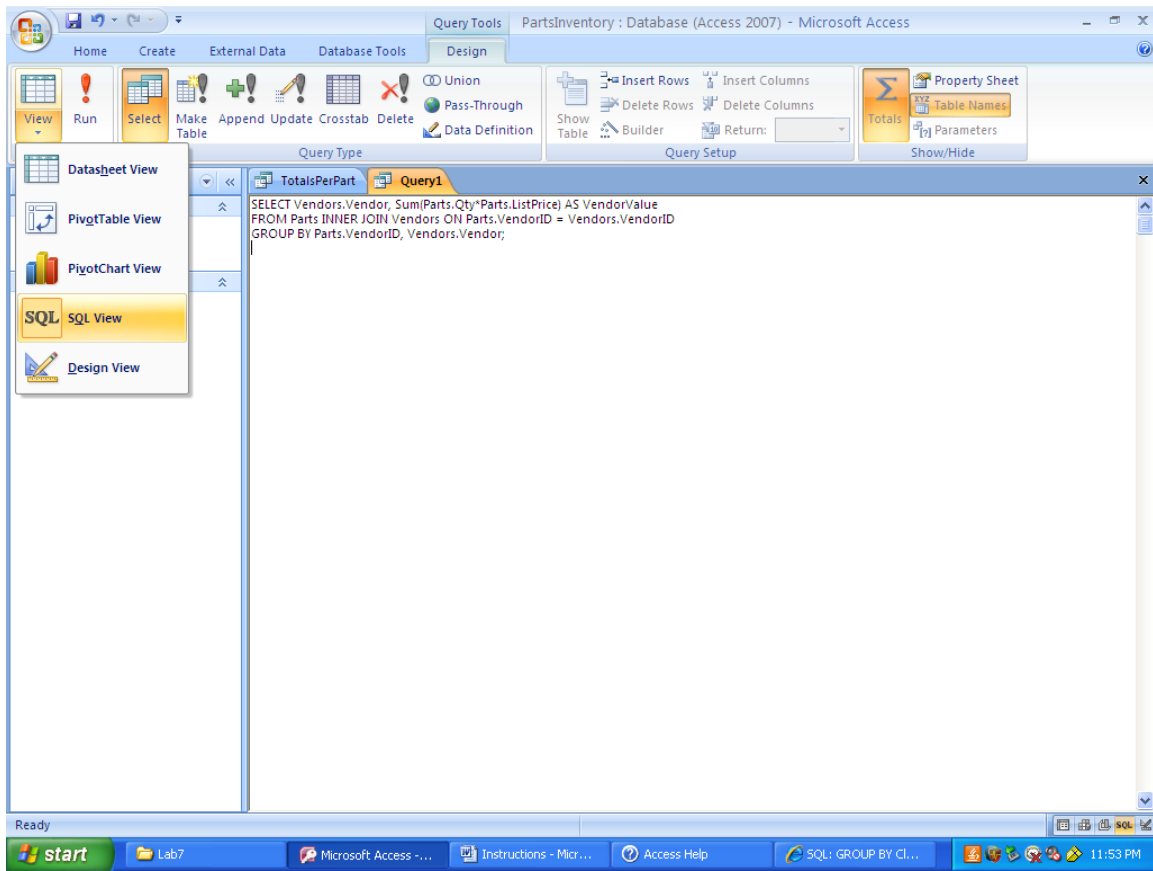 Query Tools PartsInventory : Database (Access 2007) - Microsoft Access
Home Create External Data Database Tools Design
View
Run
Select
Make Table
Append
Update
Crosstab
Delete
Union
Pass-Through
Data Definition
Query Type
Show Table
Insert Rows
Delete Rows
Builder
Insert Columns
Delete Columns
Return:
Query Setup
Totals
Property Sheet
XYZ Table Names
[?] Parameters
Show/Hide
Datasheet View
PivotTable View
PivotChart View
SQL SQL View
Design View
TotalsPerPart Query1
SELECT Vendors.Vendor, Sum(Parts.Qty*Parts.ListPrice) AS VendorValue
FROM Parts INNER JOIN Vendors ON Parts.VendorID = Vendors.VendorID
GROUP BY Parts.VendorID, Vendors.Vendor;
Ready
SQL
start Lab7 Microsoft Access -... Instructions - Micr... Access Help SQL: GROUP BY Cl... 11:53 PM